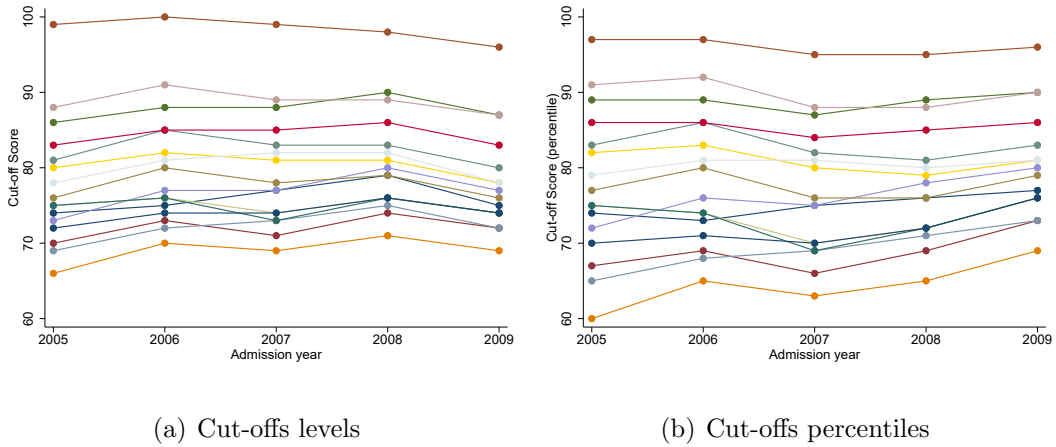 Cut-off Score
100
90
80
70
60
2005 2006 2007 2008 2009
Admission year
Cut-off Score (percentile)
100
90
80
70
60
2005 2006 2007 2008 2009
Admission year
(a) Cut-offs levels
(b) Cut-offs percentiles